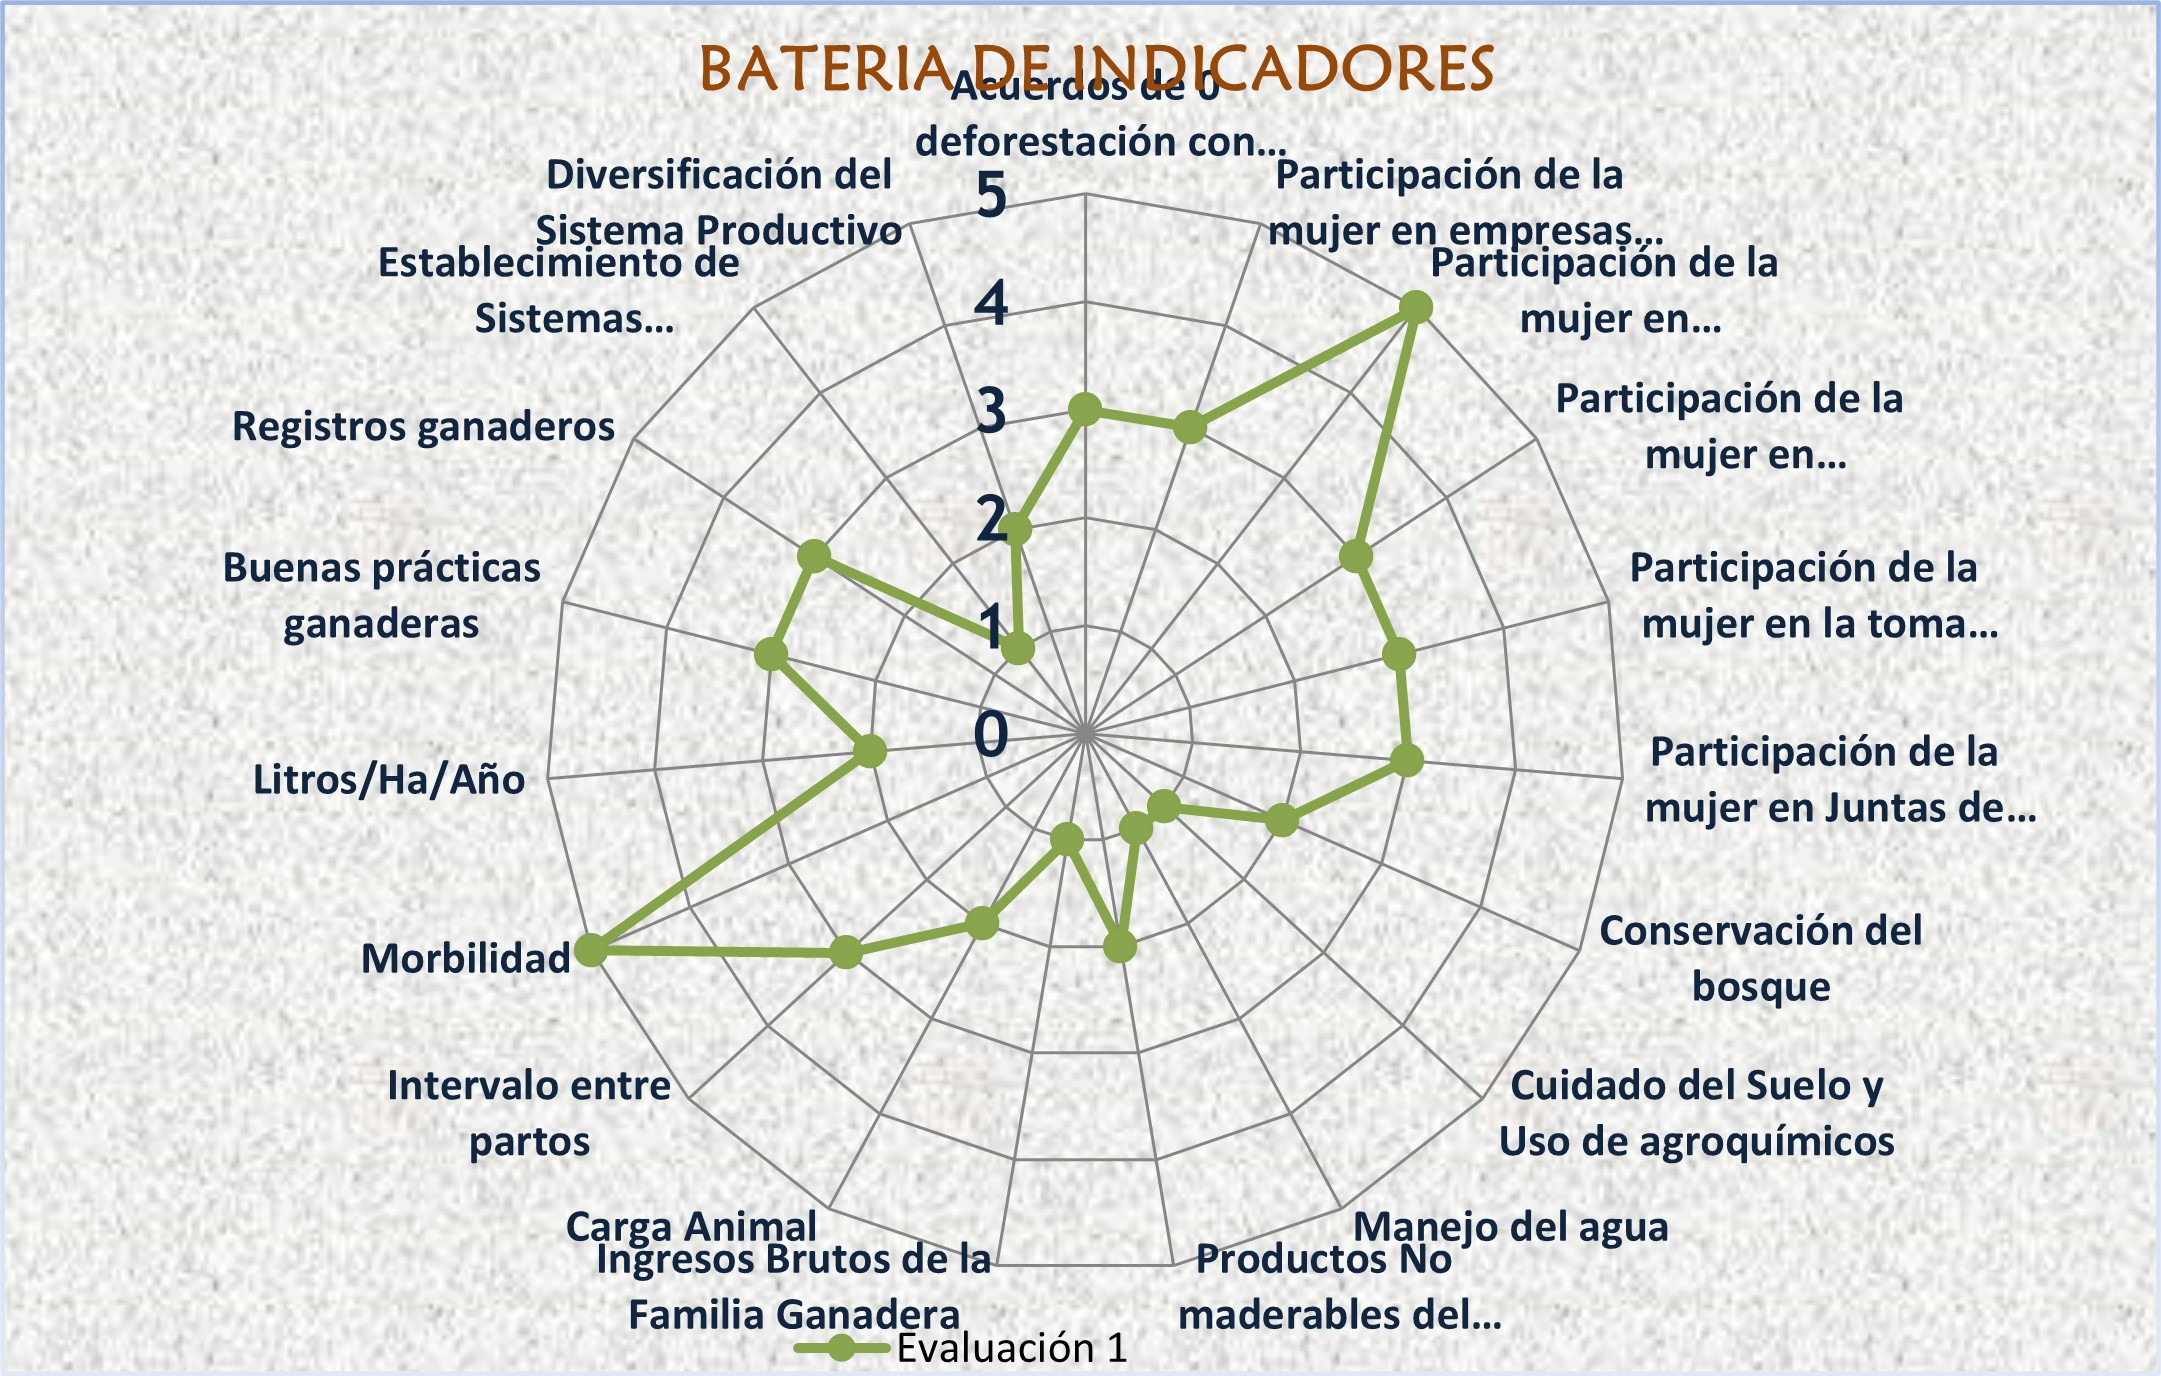 BATERIA DE INDICADORES
Acuerdos de 0
deforestación con...
Participación de la
mujer en empresas...
Participación de la
mujer en...
Participación de la
mujer en...
Participación de la
mujer en la toma...
Participación de la
mujer en Juntas de...
Conservación del
bosque
Cuidado del Suelo y
Uso de agroquímicos
Manejo del agua
Productos No
maderables del...
Ingresos Brutos de la
Familia Ganadera
Carga Animal
Intervalo entre
partos
Morbilidad
Litros/Ha/Año
Buenas prácticas
ganaderas
Registros ganaderos
Establecimiento de
Sistemas...
Diversificación del
Sistema Productivo
5
4
3
2
1
0
Evaluación 1